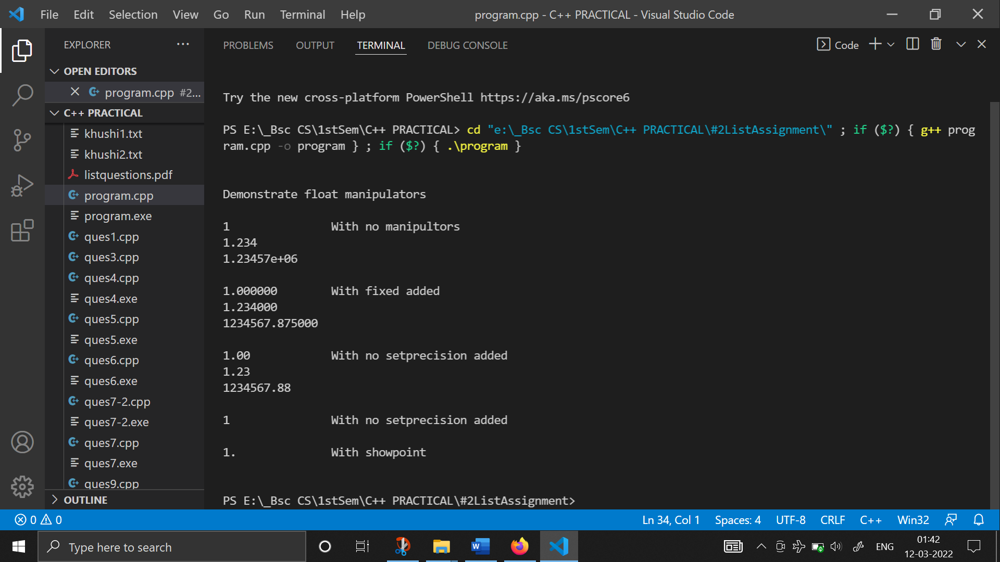 File Edit Selection View Go Run Terminal Help program.cpp - C++ PRACTICAL - Visual Studio Code
EXPLORER ...
OPEN EDITORS
program.cpp #2...
C++ PRACTICAL
khushi1.txt
khushi2.txt
listquestions.pdf
program.cpp
program.exe
ques1.cpp
ques3.cpp
ques4.cpp
ques4.exe
ques5.cpp
ques5.exe
ques6.cpp
ques6.exe
ques7-2.cpp
ques7-2.exe
ques7.cpp
ques7.exe
ques9.cpp
OUTLINE
PROBLEMS OUTPUT TERMINAL DEBUG CONSOLE Code
Try the new cross-platform PowerShell https://aka.ms/pscore6
PS E:\_Bsc CS\1stSem\C++ PRACTICAL> cd "e:\_Bsc CS\1stSem\C++ PRACTICAL\#2ListAssignment\" ; if ($?) { g++ prog
ram.cpp -o program } ; if ($?) { .\program }
Demonstrate float manipulators
1 With no manipultors
1.234
1.23457e+06
1.000000 With fixed added
1.234000
1234567.875000
1.00 With no setprecision added
1.23
1234567.88
1 With no setprecision added
1. With showpoint
PS E:\_Bsc CS\1stSem\C++ PRACTICAL\#2ListAssignment>
0 0 Ln 34, Col 1 Spaces: 4 UTF-8 CRLF C++ Win32
Type here to search ENG 01:42
12-03-2022